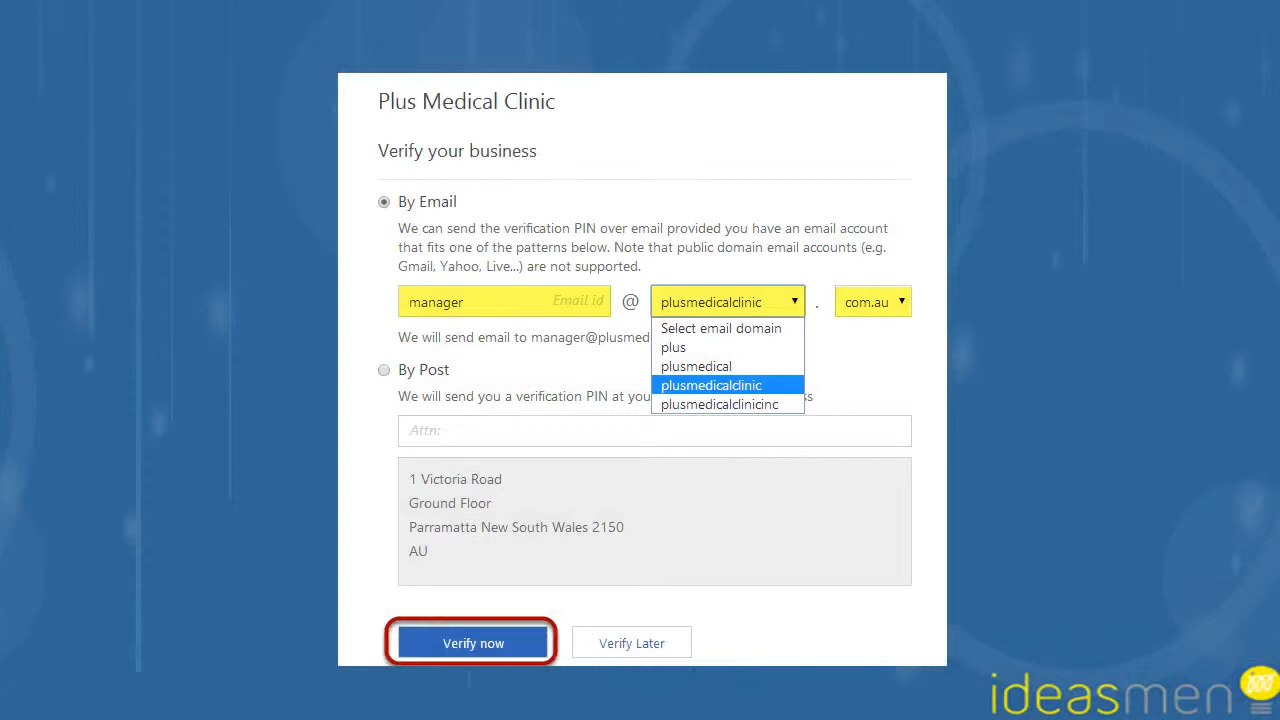 Plus Medical Clinic
Verify your business
By Email
We can send the verification PIN over email provided you have an email account
that fits one of the patterns below. Note that public domain email accounts (e.g.
Gmail, Yahoo, Live...) are not supported.
manager Email id @ plusmedicalclinic . com.au
We will send email to manager@plusmed
Select email domain
plus
plusmedical
plusmedicalclinic
plusmedicalclinicinc
By Post
We will send you a verification PIN at you
Attn:
1 Victoria Road
Ground Floor
Parramatta New South Wales 2150
AU
Verify now Verify Later
ideasmen